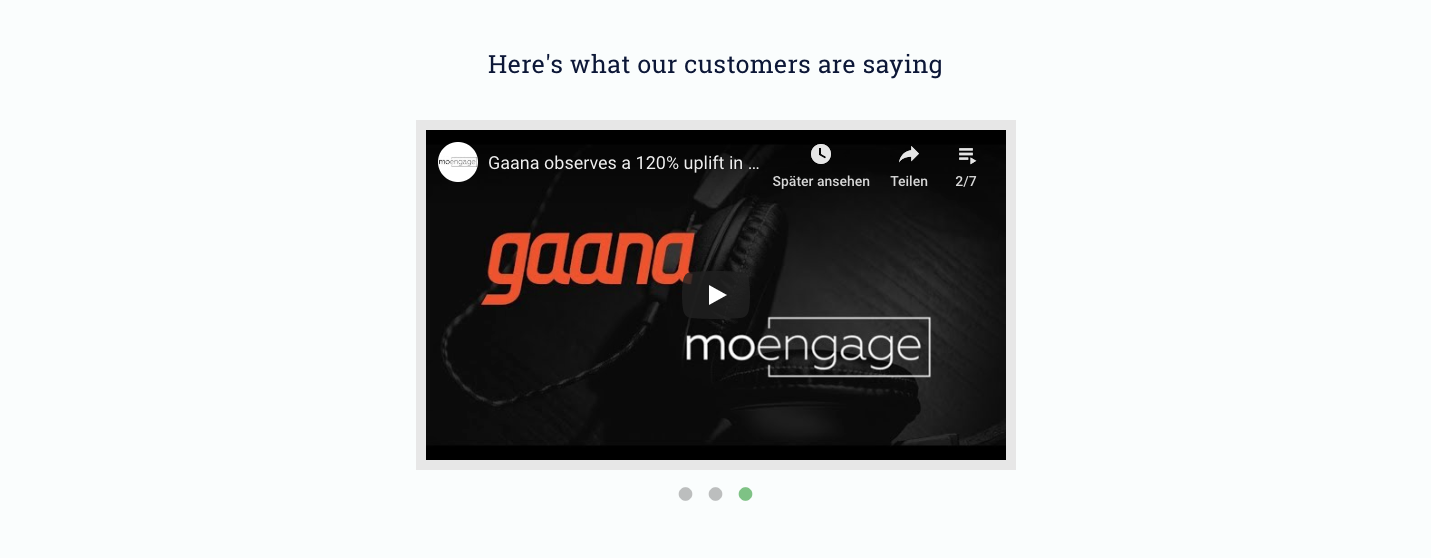 Here's what our customers are saying
moengage
Gaana observes a 120% uplift in ...
Später ansehen
Teilen
2/7
gaana
moengage